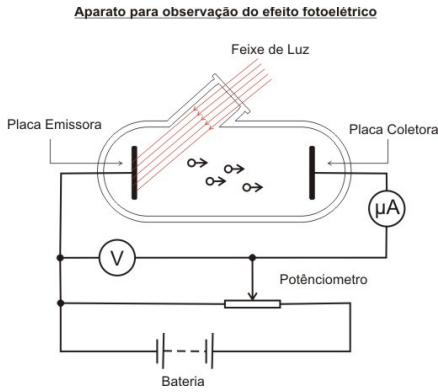 Aparato para observação do efeito fotoelétrico
Feixe de Luz
Placa Emissora
Placa Coletora
µA
V
Potênciometro
Bateria